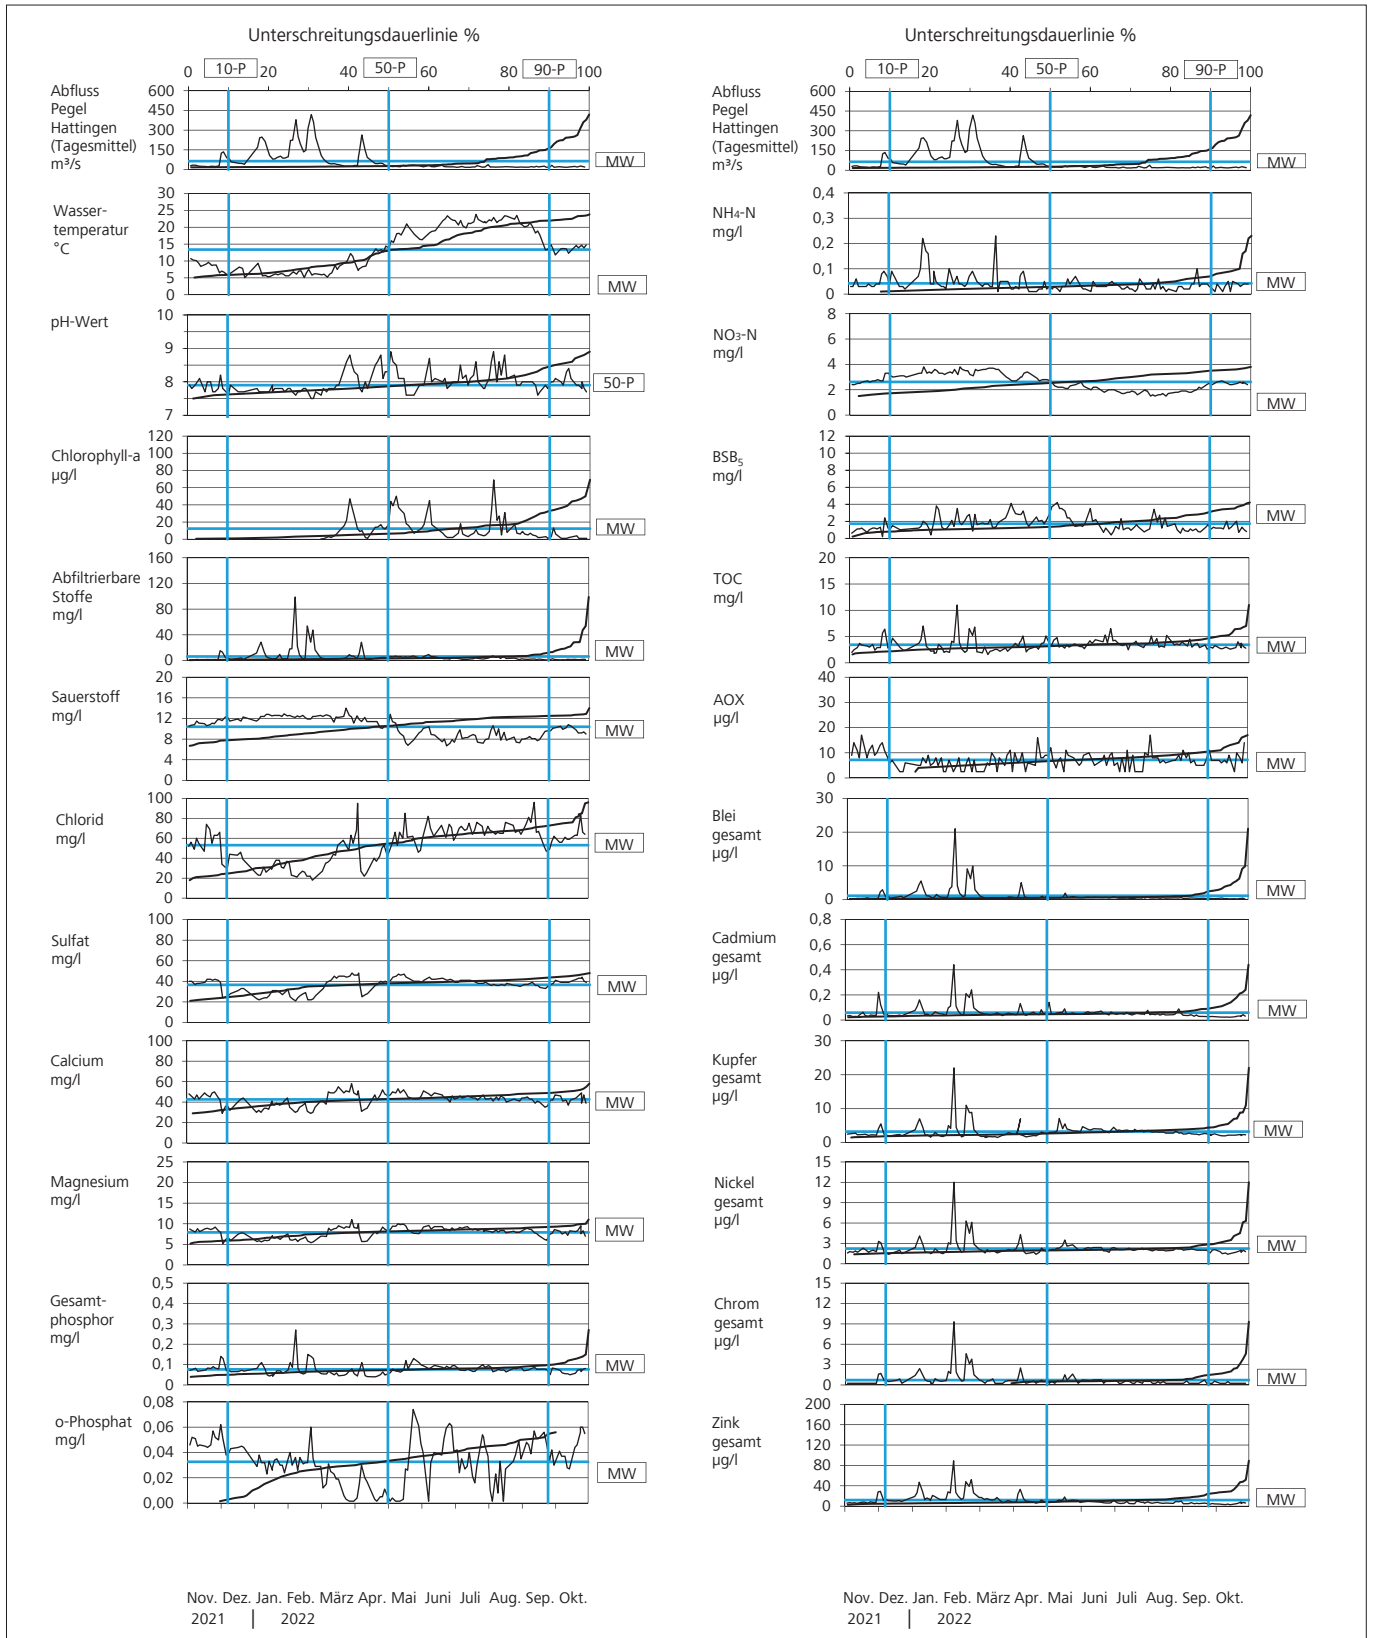 Unterschreitungsdauerlinie %
0 10-P 20 40 50-P 60 80 90-P 100
Abfluss
Pegel
Hattingen
(Tagesmittel)
m³/s
600
450
300
150
0
MW
Wasser-
temperatur
°C
30
25
20
15
10
5
0
MW
pH-Wert
10
9
8
7
50-P
Chlorophyll-a
µg/l
120
100
80
60
40
20
0
MW
Abfiltrierbare
Stoffe
mg/l
160
120
80
40
0
MW
Sauerstoff
mg/l
20
16
12
8
4
0
MW
Chlorid
mg/l
100
80
60
40
20
0
MW
Sulfat
mg/l
100
80
60
40
20
0
MW
Calcium
mg/l
100
80
60
40
20
0
MW
Magnesium
mg/l
25
20
15
10
5
0
MW
Gesamt-
phosphor
mg/l
0,5
0,4
0,3
0,2
0,1
0
MW
o-Phosphat
mg/l
0,08
0,06
0,04
0,02
0,00
MW
Nov. Dez. Jan. Feb. März Apr. Mai Juni Juli Aug. Sep. Okt.
2021 | 2022
Unterschreitungsdauerlinie %
0 10-P 20 40 50-P 60 80 90-P 100
Abfluss
Pegel
Hattingen
(Tagesmittel)
m³/s
600
450
300
150
0
MW
NH4-N
mg/l
0,4
0,3
0,2
0,1
0
MW
NO3-N
mg/l
8
6
4
2
0
MW
BSB₅
mg/l
12
10
8
6
4
2
0
MW
TOC
mg/l
20
15
10
5
0
MW
AOX
µg/l
40
30
20
10
0
MW
Blei
gesamt
µg/l
30
20
10
0
MW
Cadmium
gesamt
µg/l
0,8
0,6
0,4
0,2
0
MW
Kupfer
gesamt
µg/l
30
20
10
0
MW
Nickel
gesamt
µg/l
15
12
9
6
3
0
MW
Chrom
gesamt
µg/l
15
12
9
6
3
0
MW
Zink
gesamt
µg/l
200
160
120
80
40
0
MW
Nov. Dez. Jan. Feb. März Apr. Mai Juni Juli Aug. Sep. Okt.
2021 | 2022